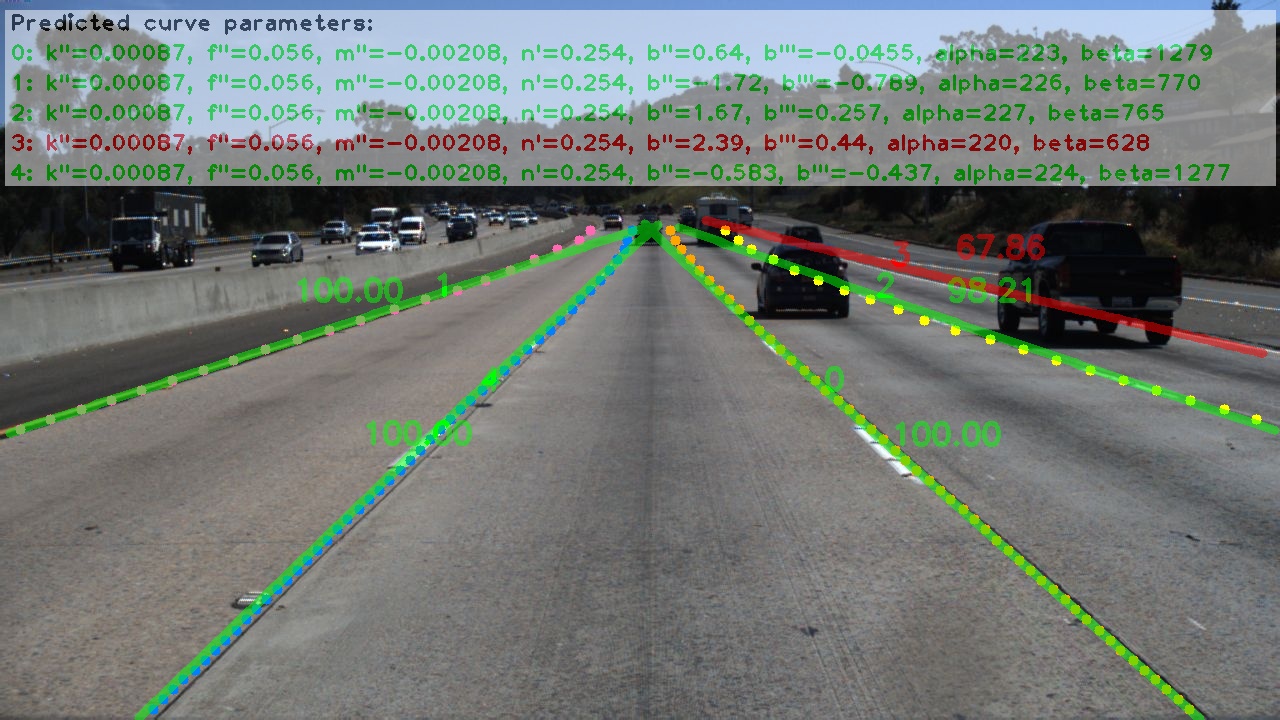 Predicted curve parameters:
0: k''=0.00087, f''=0.056, m''=-0.00208, n'=0.254, b''=0.64, b'''=-0.0455, alpha=223, beta=1279
1: k''=0.00087, f''=0.056, m''=-0.00208, n'=0.254, b''=-1.72, b'''=-0.789, alpha=226, beta=770
2: k''=0.00087, f''=0.056, m''=-0.00208, n'=0.254, b''=1.67, b'''=0.257, alpha=227, beta=765
3: k''=0.00087, f''=0.056, m''=-0.00208, n'=0.254, b''=2.39, b'''=0.44, alpha=220, beta=628
4: k''=0.00087, f''=0.056, m''=-0.00208, n'=0.254, b''=-0.583, b'''=-0.437, alpha=224, beta=1277
3 67.86
100.00 1
2 98.21
0
100.00
100.00